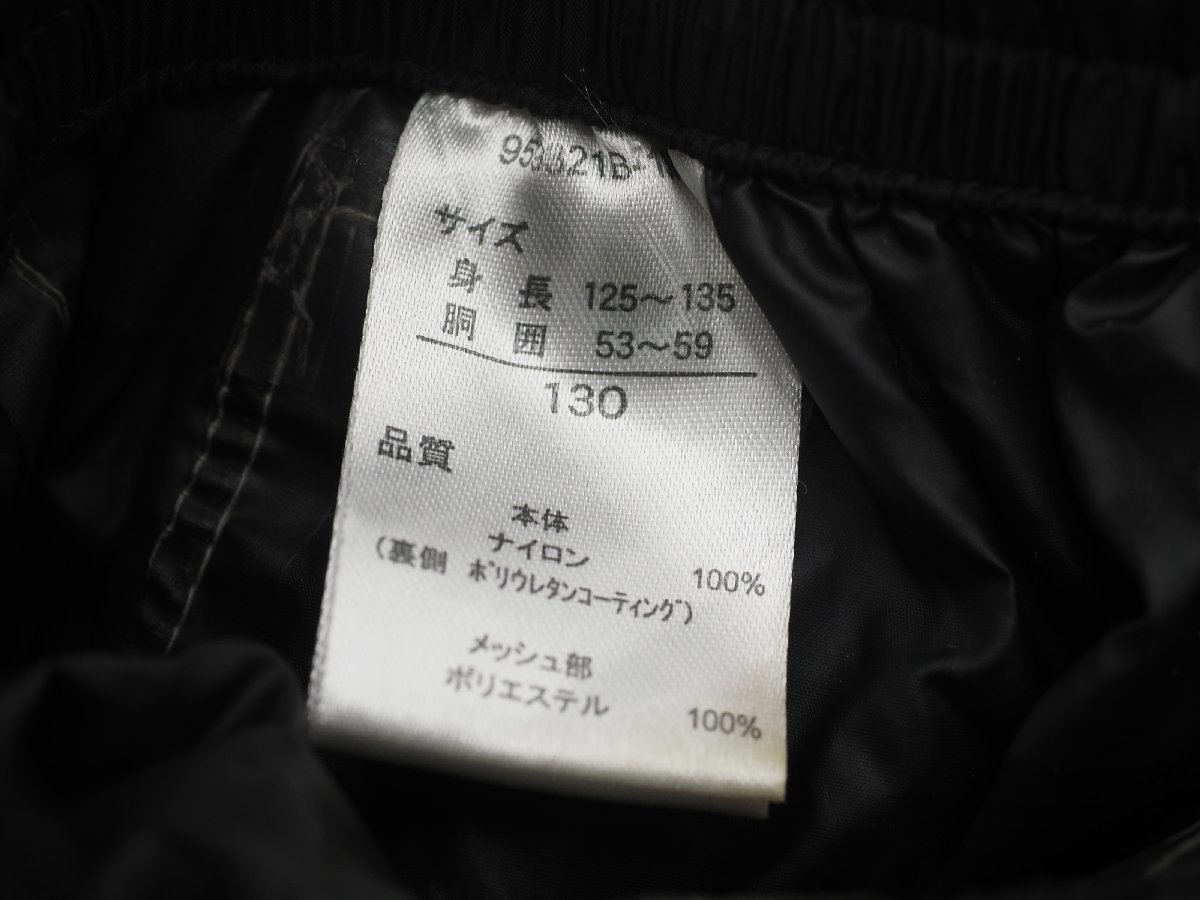 サイズ
身長 125～135
胴囲 53～59
130
品質
本体
ナイロン 100%
(裏側 ポリウレタンコーティング)
メッシュ部
ポリエステル 100%